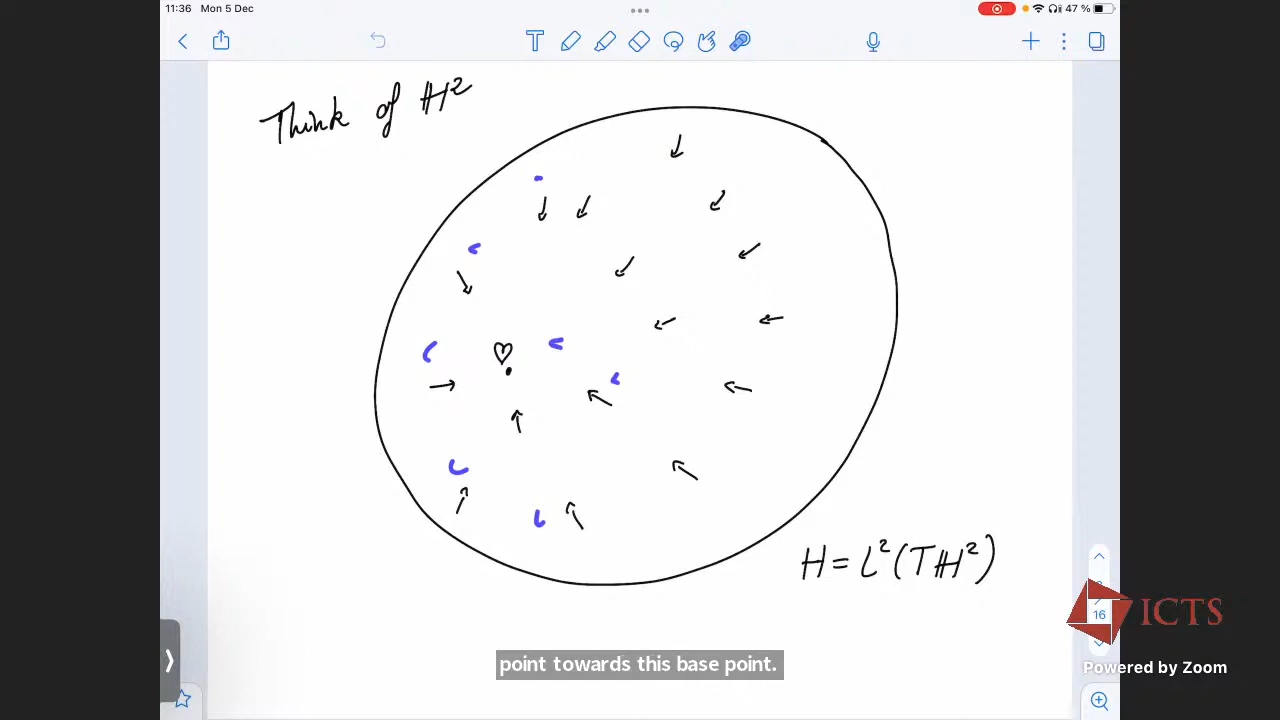 11:36 Mon 5 Dec
47 %
T
Think of ℍ²
♡
H = L²(Tℍ²)
16
ICTS
Powered by Zoom
point towards this base point.